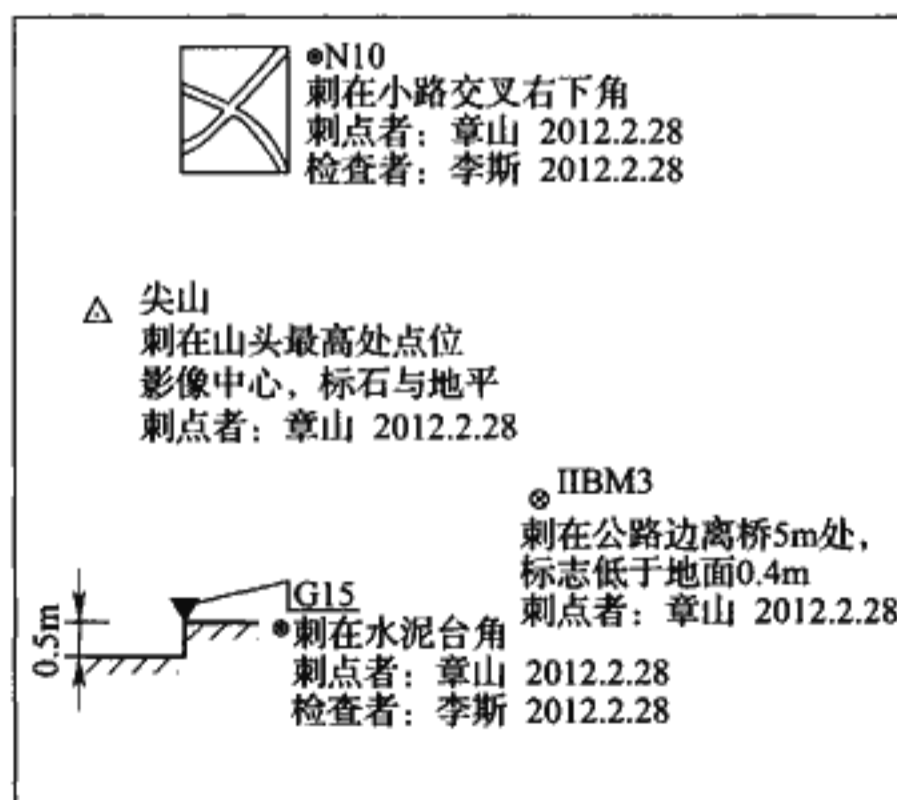 N10
刺在小路交叉右下角
刺点者：章山 2012.2.28
检查者：李斯 2012.2.28
尖山
刺在山头最高处点位
影像中心，标石与地平
刺点者：章山 2012.2.28
IIBM3
刺在公路边离桥5m处，
标志低于地面0.4m
刺点者：章山 2012.2.28
0.5m
G15
刺在水泥台角
刺点者：章山 2012.2.28
检查者：李斯 2012.2.28